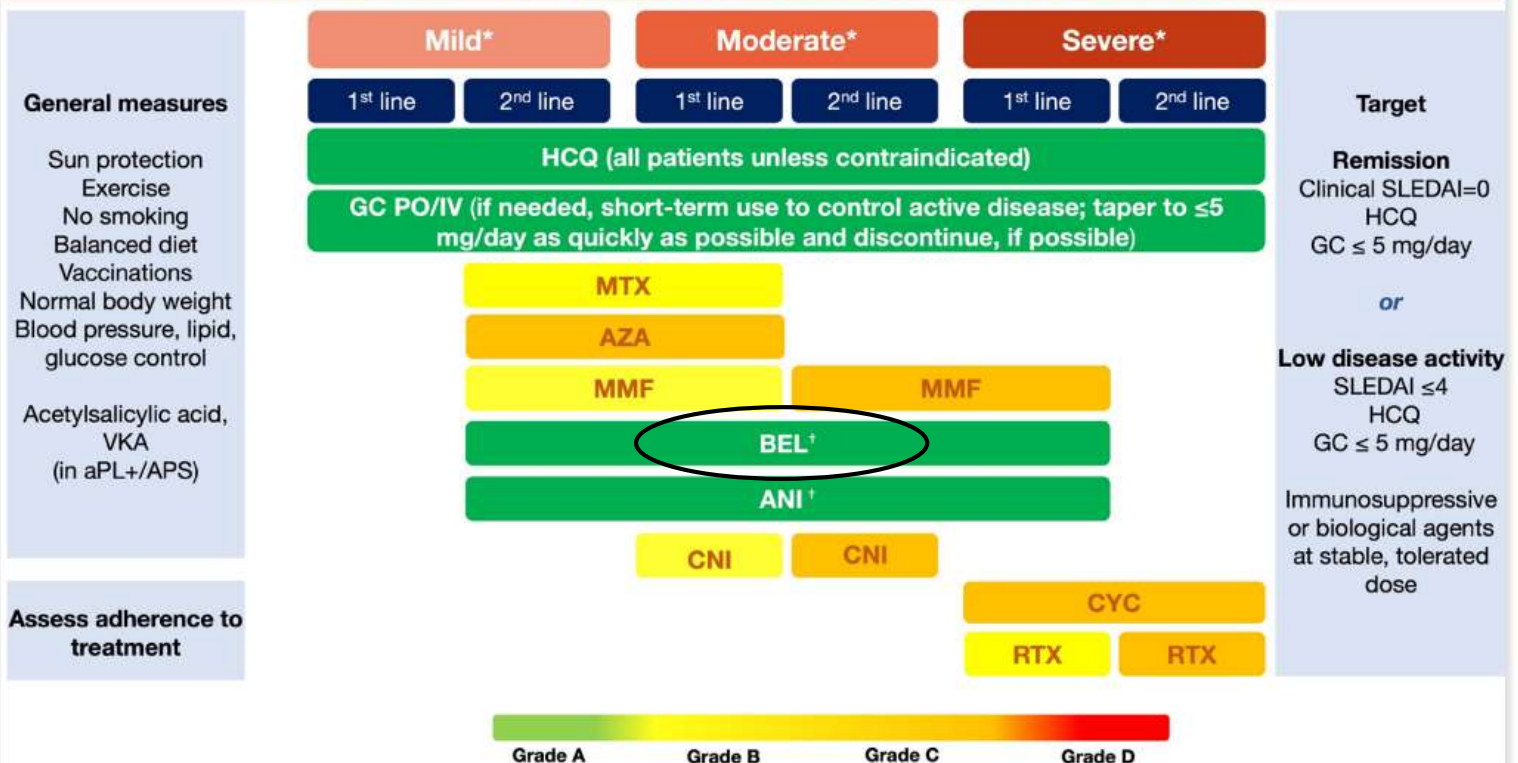 Mild*
Moderate*
Severe*
1st line
2nd line
1st line
2nd line
1st line
2nd line
General measures
Sun protection
Exercise
No smoking
Balanced diet
Vaccinations
Normal body weight
Blood pressure, lipid,
glucose control
Acetylsalicylic acid,
VKA
(in aPL+/APS)
Assess adherence to
treatment
HCQ (all patients unless contraindicated)
GC PO/IV (if needed, short-term use to control active disease; taper to ≤5
mg/day as quickly as possible and discontinue, if possible)
MTX
AZA
MMF
MMF
BEL†
ANI †
CNI
CNI
CYC
RTX
RTX
Target
Remission
Clinical SLEDAI=0
HCQ
GC ≤ 5 mg/day
or
Low disease activity
SLEDAI ≤4
HCQ
GC ≤ 5 mg/day
Immunosuppressive
or biological agents
at stable, tolerated
dose
Grade A
Grade B
Grade C
Grade D